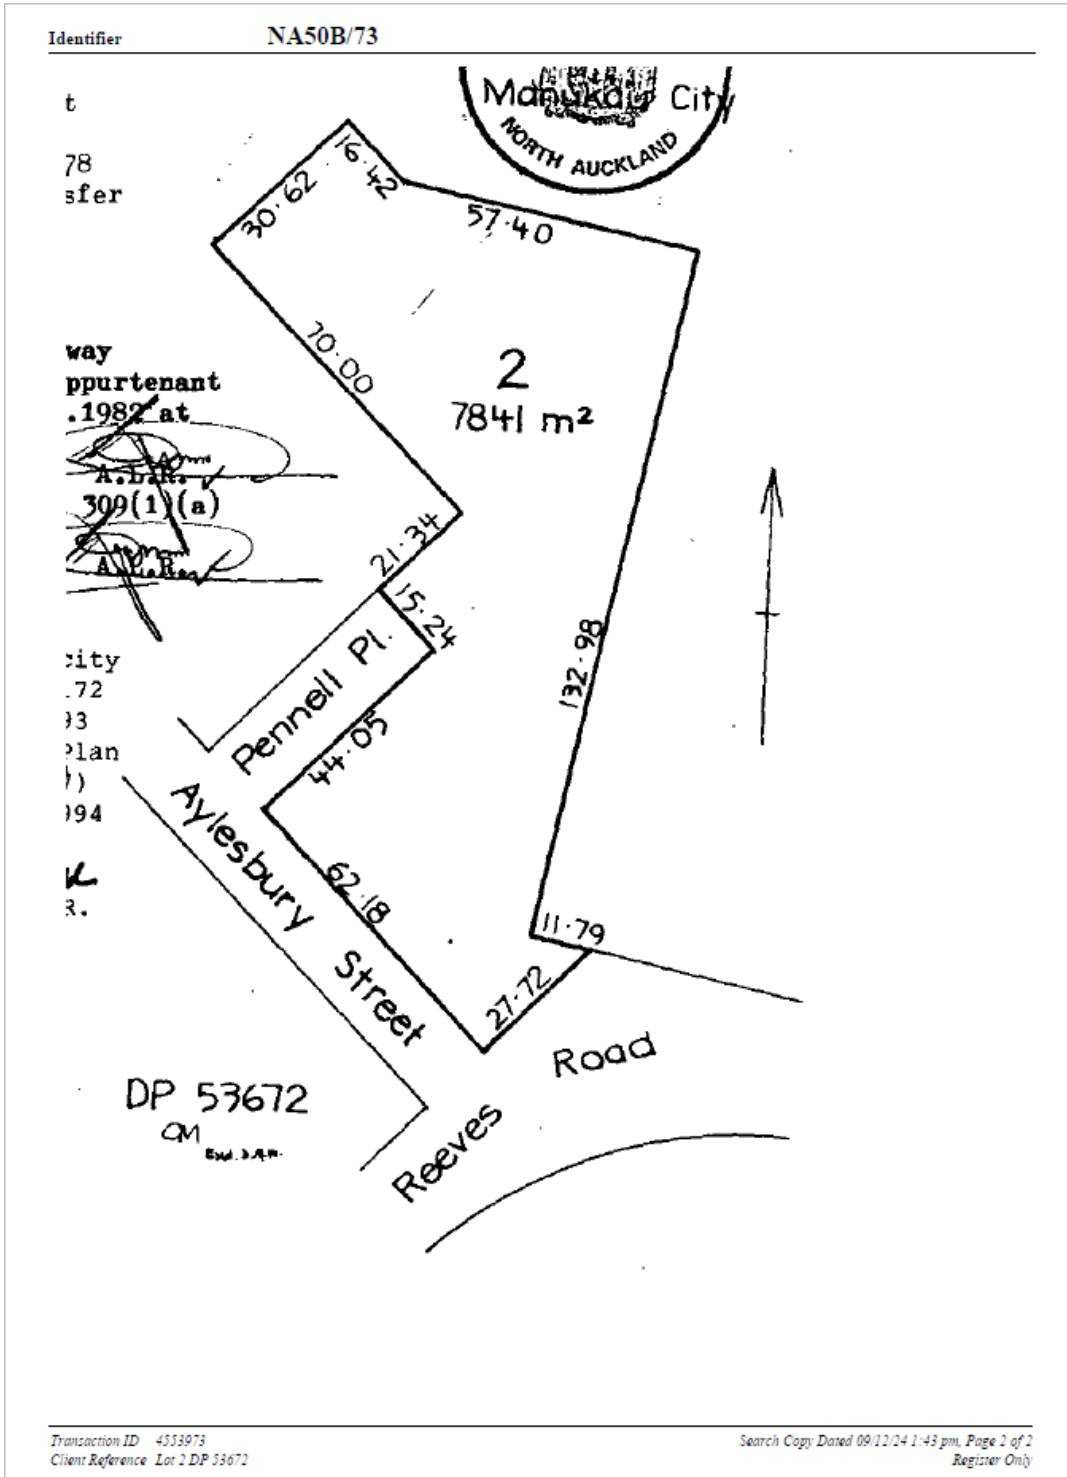 Identifier NA50B/73
t
78
sfer
Manukau City
NORTH AUCKLAND
16.42
30.62
57.40
70.00
2
7841 m²
way
ppurtenant
.1982 at
A.L.R.
309(1)(a)
A.L.R.
21.34
15.24
132.98
Pennell Pl.
44.05
city
.72
93
Plan
)
994
R.
Aylesbury Street
62.18
11.79
27.72
Reeves Road
DP 53672
Transaction ID 4553973
Client Reference Lot 2 DP 53672
Search Copy Dated 09/12/24 1:43 pm, Page 2 of 2
Register Only